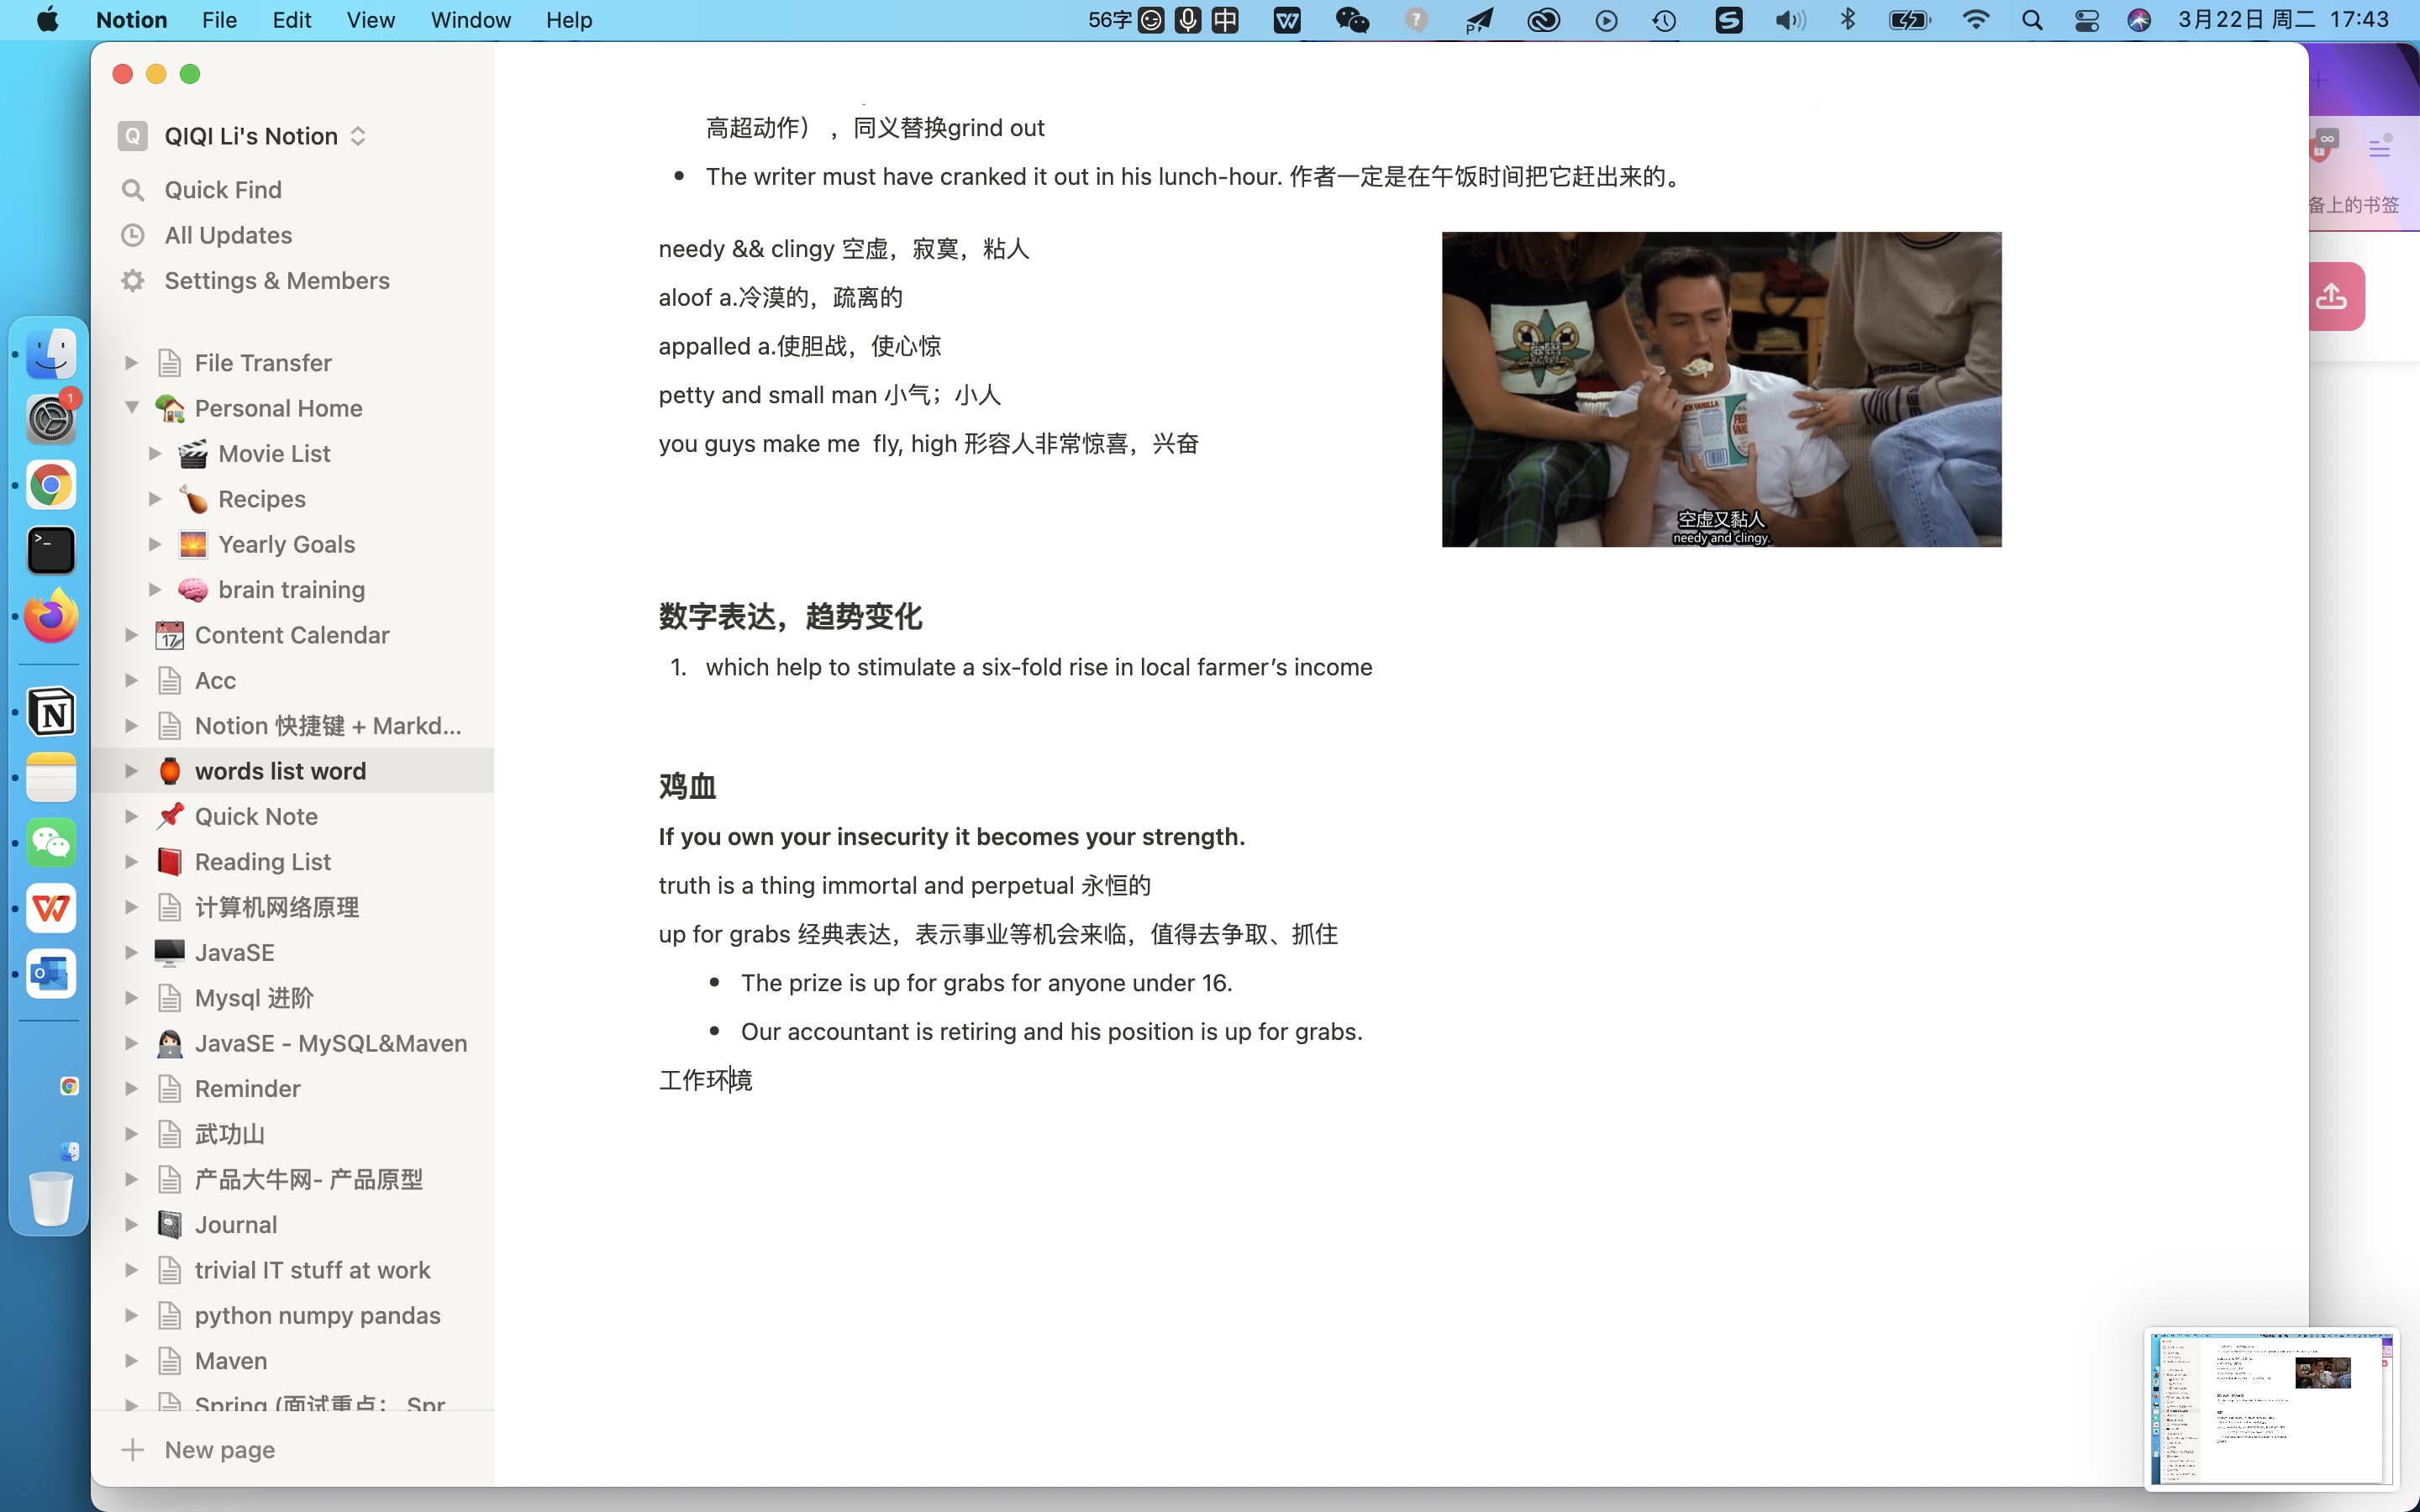 Notion File Edit View Window Help 56字 中 3月22日 周二 17:43
QIQI Li's Notion
Quick Find
All Updates
Settings & Members
File Transfer
Personal Home
Movie List
Recipes
Yearly Goals
brain training
Content Calendar
Acc
Notion 快捷键 + Markd...
words list word
Quick Note
Reading List
计算机网络原理
JavaSE
Mysql 进阶
JavaSE - MySQL&Maven
Reminder
武功山
产品大牛网- 产品原型
Journal
trivial IT stuff at work
python numpy pandas
Maven
Spring (面试重点: Spr
New page
高超动作） ，同义替换grind out
The writer must have cranked it out in his lunch-hour. 作者一定是在午饭时间把它赶出来的。
needy && clingy 空虚，寂寞，粘人
aloof a.冷漠的，疏离的
appalled a.使胆战，使心惊
petty and small man 小气；小人
you guys make me fly, high 形容人非常惊喜，兴奋
空虚又黏人
needy and clingy.
数字表达，趋势变化
1. which help to stimulate a six-fold rise in local farmer’s income
鸡血
If you own your insecurity it becomes your strength.
truth is a thing immortal and perpetual 永恒的
up for grabs 经典表达，表示事业等机会来临，值得去争取、抓住
The prize is up for grabs for anyone under 16.
Our accountant is retiring and his position is up for grabs.
工作环境
备上的书签